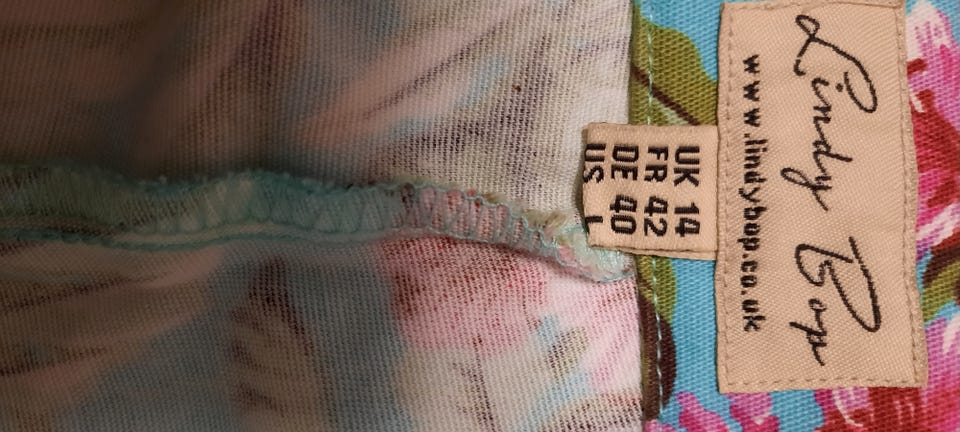 Lindy Bop
www.lindybop.co.uk
UK 14
FR 42
DE 40
US L